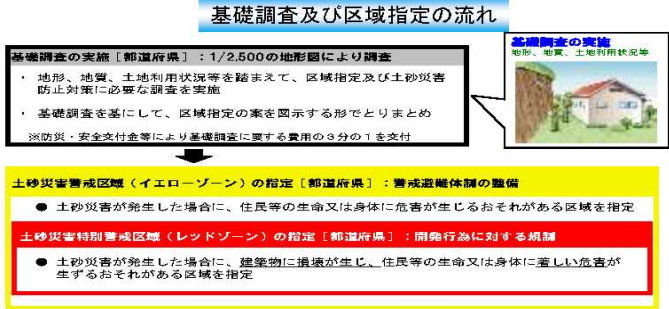 基礎調査及び区域指定の流れ
基礎調査の実施［都道府県］：1/2,500の地形図により調査
・ 地形、地質、土地利用状況等を踏まえて、区域指定及び土砂災害
防止対策に必要な調査を実施
・ 基礎調査を基にして、区域指定の案を図示する形でとりまとめ
※防災・安全交付金等により基礎調査に要する費用の３分の１を交付
基礎調査の実施
地形、地質、土地利用状況等
土砂災害警戒区域（イエローゾーン）の指定［都道府県］：警戒避難体制の整備
● 土砂災害が発生した場合に、住民等の生命又は身体に危害が生じるおそれがある区域を指定
土砂災害特別警戒区域（レッドゾーン）の指定［都道府県］：開発行為に対する規制
● 土砂災害が発生した場合に、建築物に損壊が生じ、住民等の生命又は身体に著しい危害が
生ずるおそれがある区域を指定